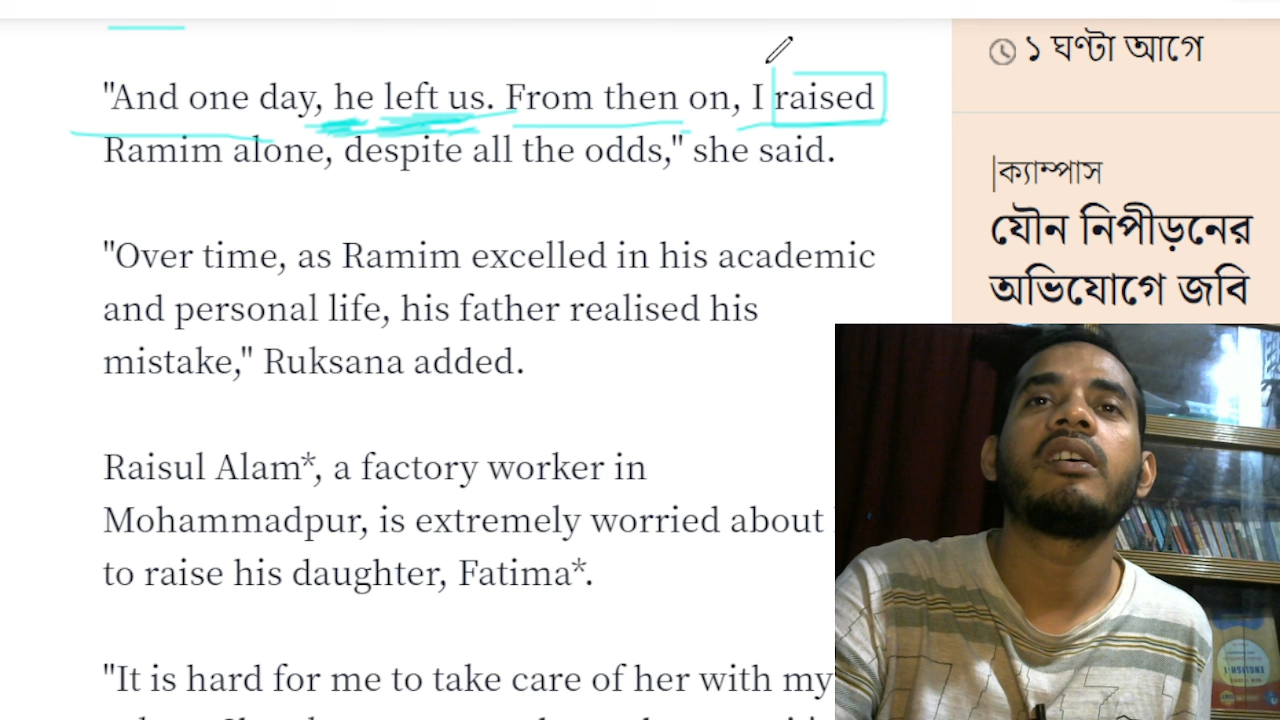 "And one day, he left us. From then on, I raised
Ramim alone, despite all the odds," she said.
"Over time, as Ramim excelled in his academic
and personal life, his father realised his
mistake," Ruksana added.
Raisul Alam*, a factory worker in
Mohammadpur, is extremely worried about
to raise his daughter, Fatima*.
"It is hard for me to take care of her with my
১ ঘণ্টা আগে
|ক্যাম্পাস
যৌন নিপীড়নের
অভিযোগে জবি